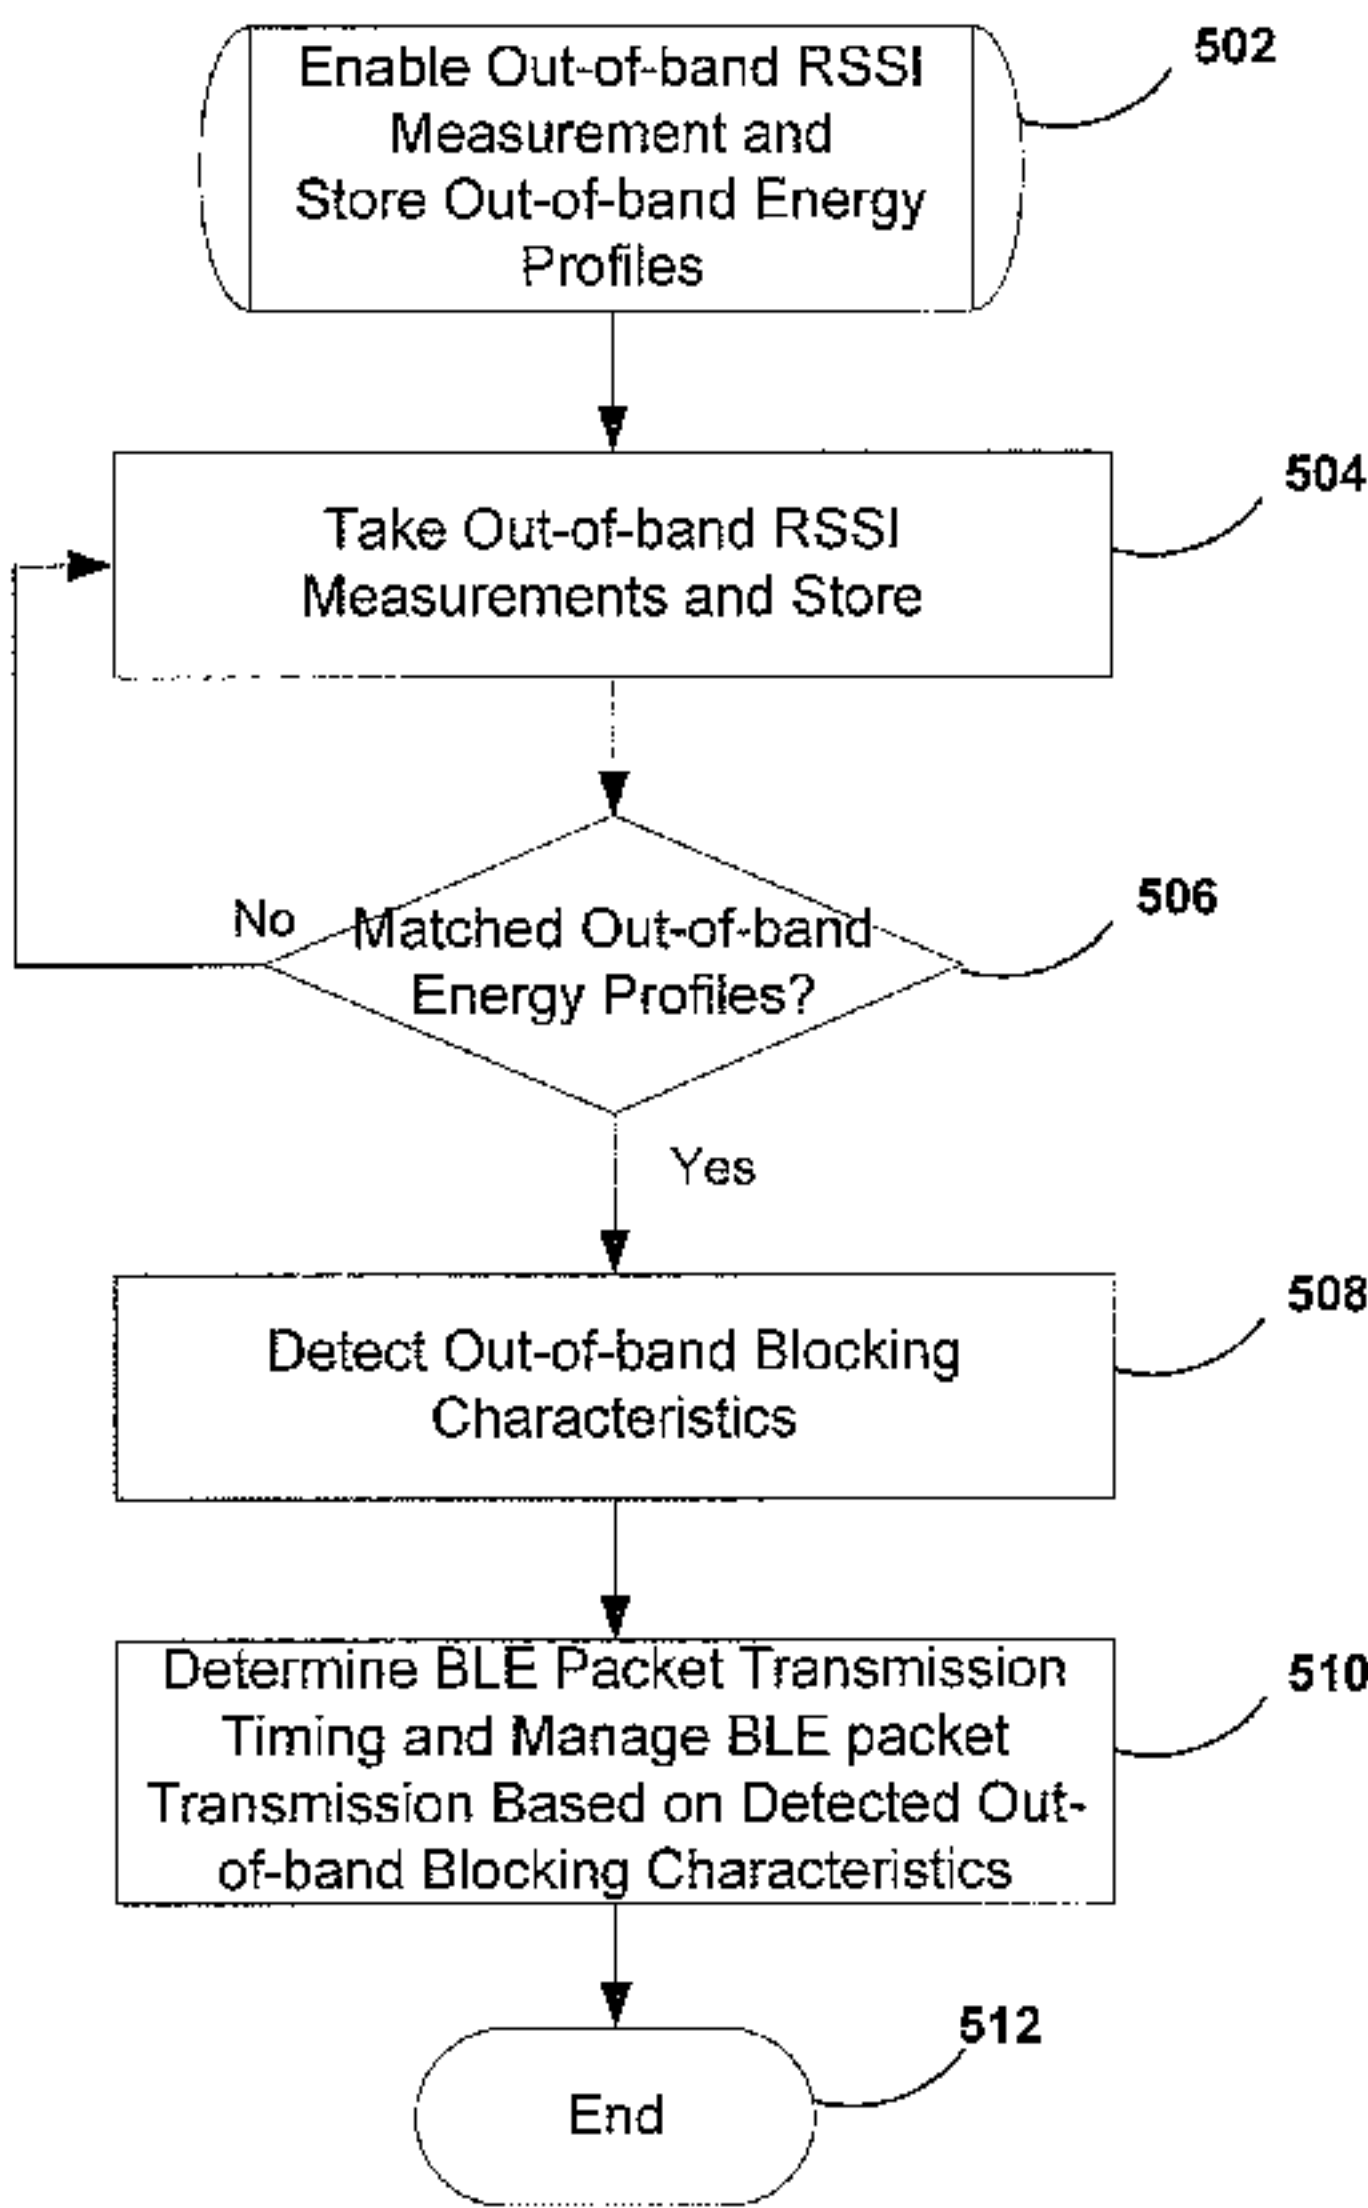 Enable Out-of-band RSSI
Measurement and
Store Out-of-band Energy
Profiles
502
Take Out-of-band RSSI
Measurements and Store
504
No
Matched Out-of-band
Energy Profiles?
506
Yes
Detect Out-of-band Blocking
Characteristics
508
Determine BLE Packet Transmission
Timing and Manage BLE packet
Transmission Based on Detected Out-
of-band Blocking Characteristics
510
End
512